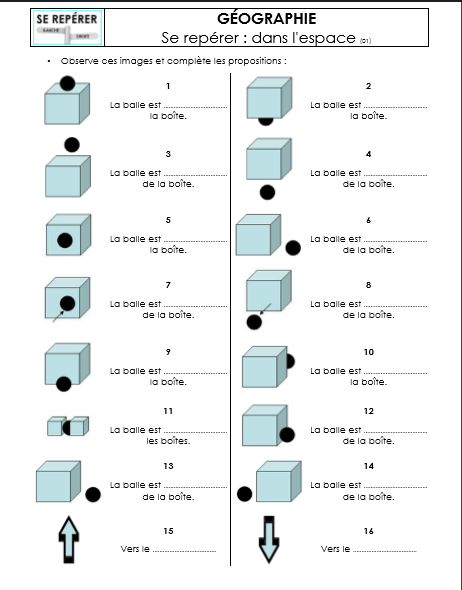 SE REPÉRER
GAUCHE
DROITE
GÉOGRAPHIE
Se repérer : dans l'espace (D1)
• Observe ces images et complète les propositions :
1
La balle est ........................
la boîte.
2
La balle est ........................
la boîte.
3
La balle est ........................
de la boîte.
4
La balle est ........................
de la boîte.
5
La balle est ........................
la boîte.
6
La balle est ........................
de la boîte.
7
La balle est ........................
de la boîte.
8
La balle est ........................
de la boîte.
9
La balle est ........................
la boîte.
10
La balle est ........................
la boîte.
11
La balle est ........................
les boîtes.
12
La balle est ........................
de la boîte.
13
La balle est ........................
de la boîte.
14
La balle est ........................
de la boîte.
15
Vers le ........................
16
Vers le ........................